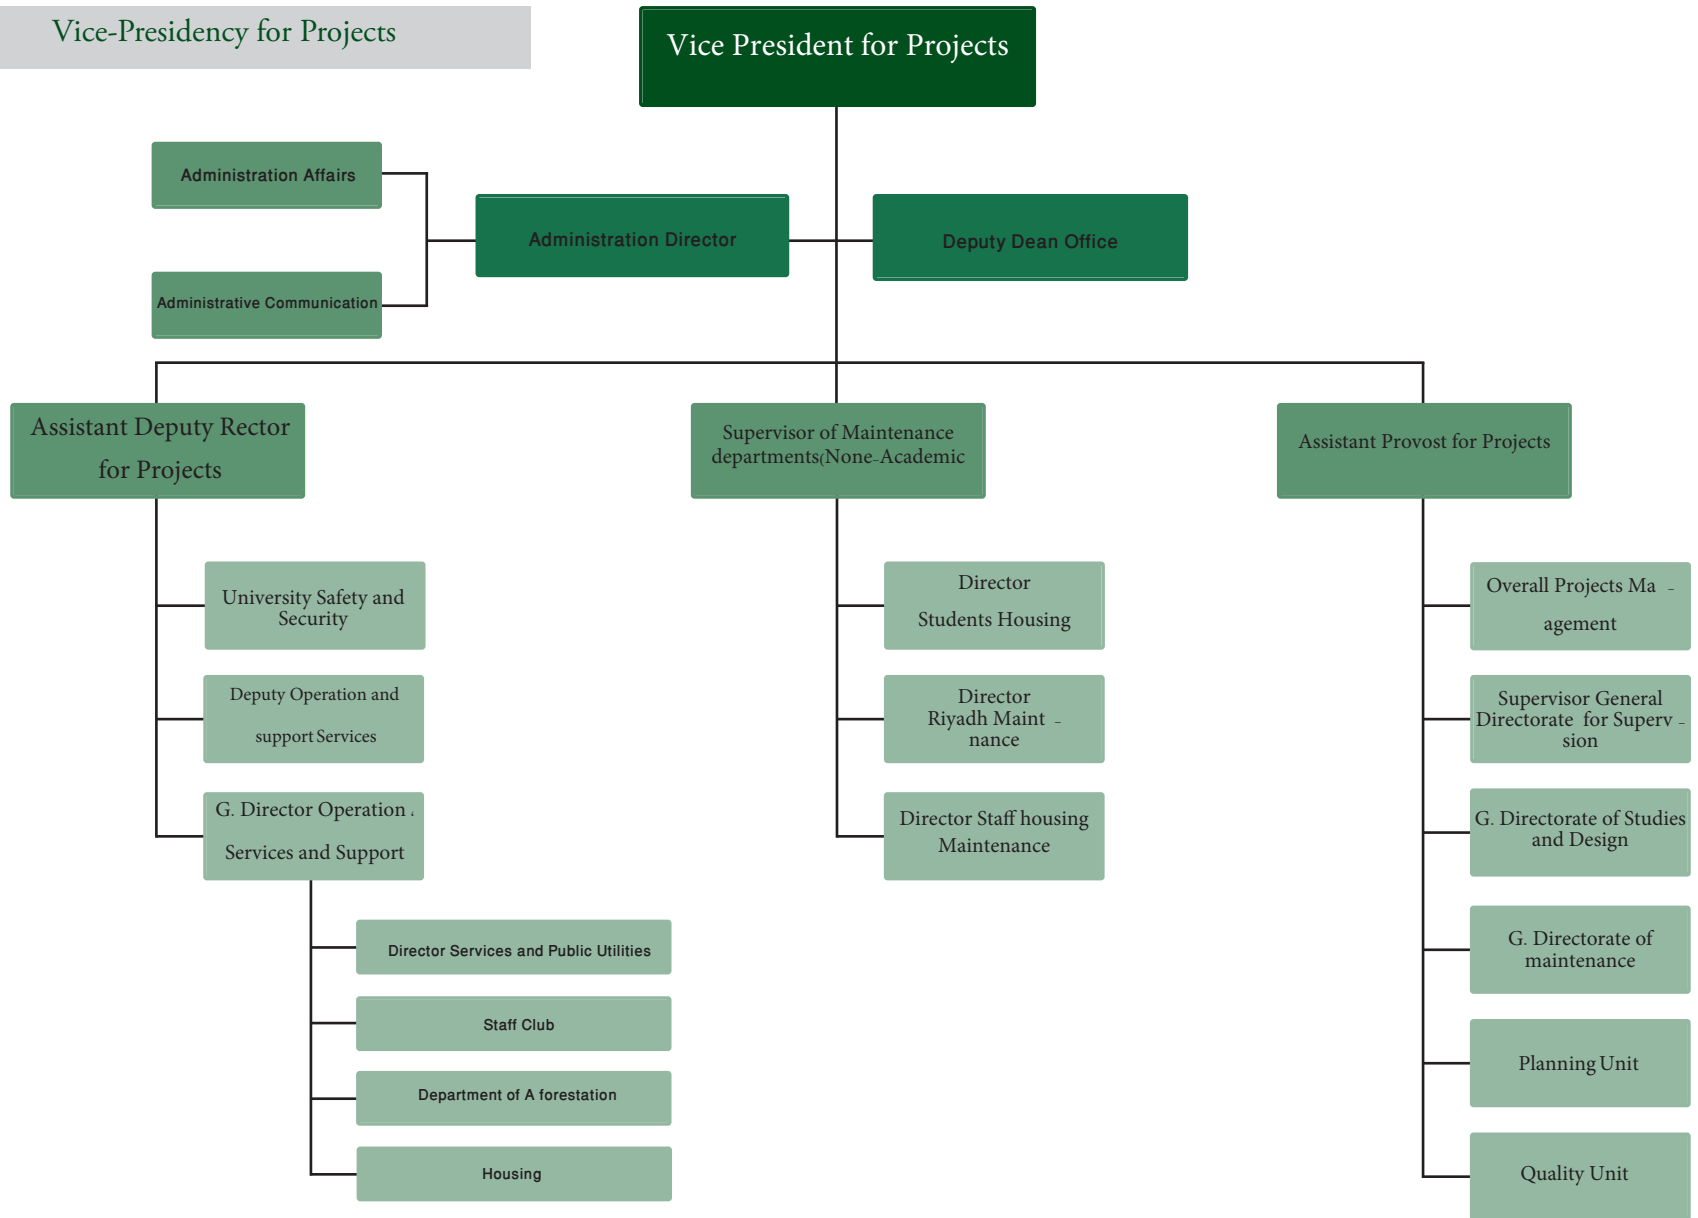 Vice-Presidency for Projects
Vice President for Projects
Administration Affairs
Administration Director
Deputy Dean Office
Administrative Communication
Assistant Deputy Rector
for Projects
Supervisor of Maintenance
departments(None-Academic
Assistant Provost for Projects
University Safety and
Security
Deputy Operation and
support Services
G. Director Operation
Services and Support
Director Services and Public Utilities
Staff Club
Department of A forestation
Housing
Director
Students Housing
Director
Riyadh Maint -
nance
Director Staff housing
Maintenance
Overall Projects Ma -
agement
Supervisor General
Directorate for Superv -
sion
G. Directorate of Studies
and Design
G. Directorate of
maintenance
Planning Unit
Quality Unit